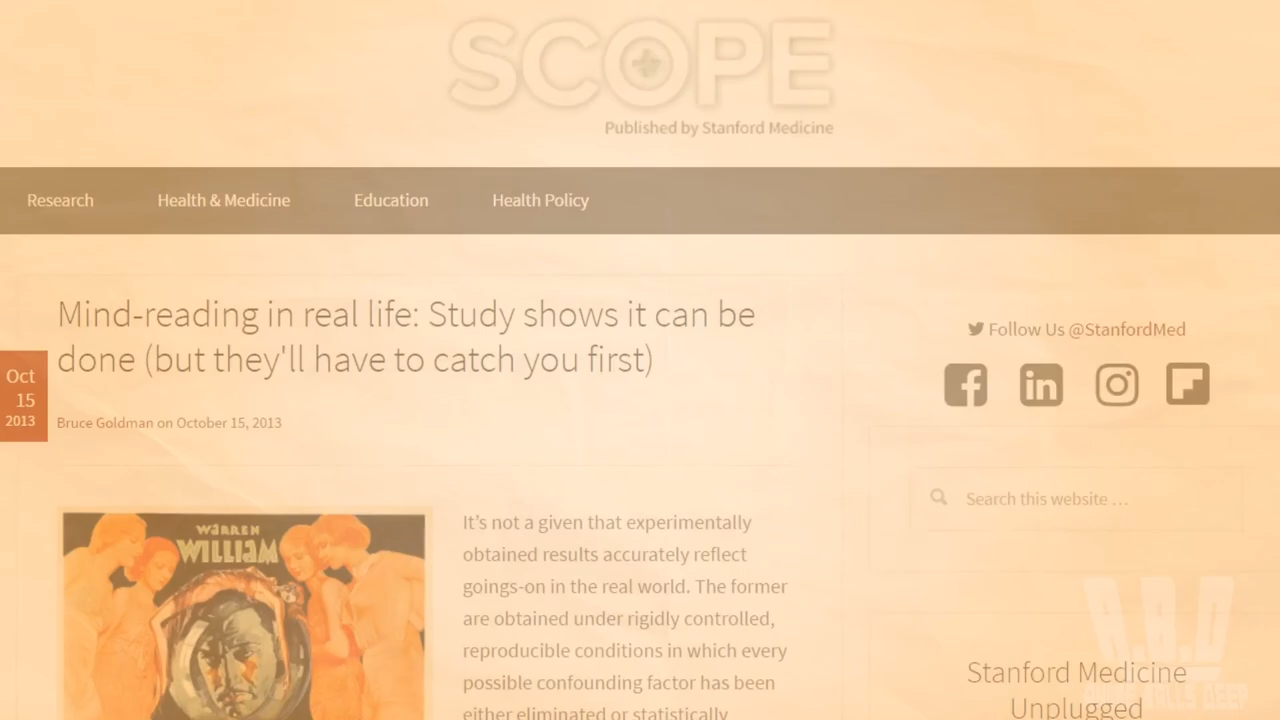 SCOPE
Published by Stanford Medicine
Research
Health & Medicine
Education
Health Policy
Mind-reading in real life: Study shows it can be
done (but they'll have to catch you first)
Oct
15
2013
Bruce Goldman on October 15, 2013
WARREN
WILLIAM
It’s not a given that experimentally
obtained results accurately reflect
goings-on in the real world. The former
are obtained under rigidly controlled,
reproducible conditions in which every
possible confounding factor has been
either eliminated or statistically
Follow Us @StanfordMed
Search this website …
Stanford Medicine
Unplugged